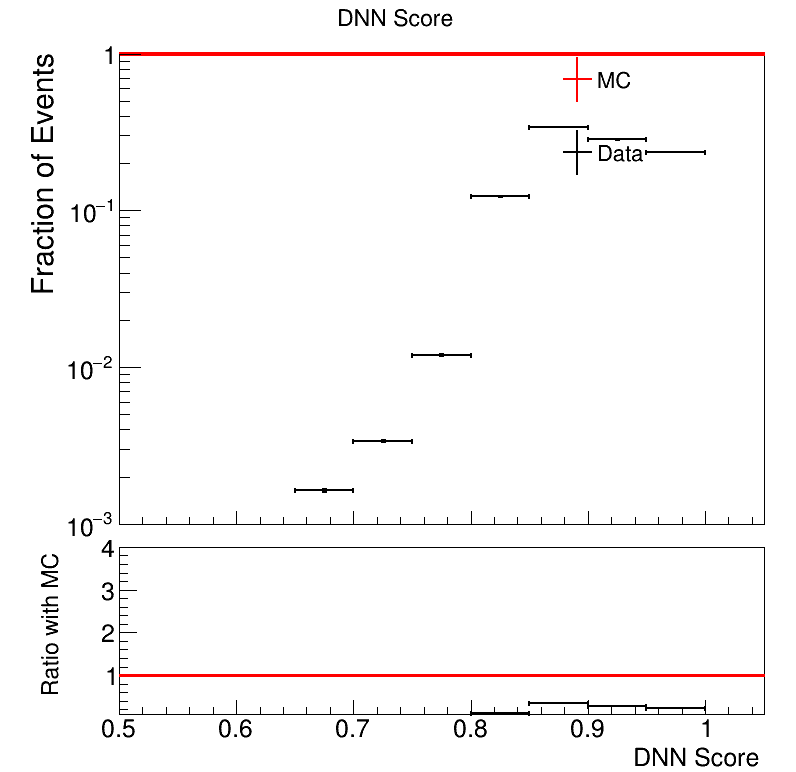 DNN Score
Fraction of Events
1
10−1
10−2
10−3
MC
Data
Ratio with MC
4
3
2
1
0.5 0.6 0.7 0.8 0.9 1
DNN Score